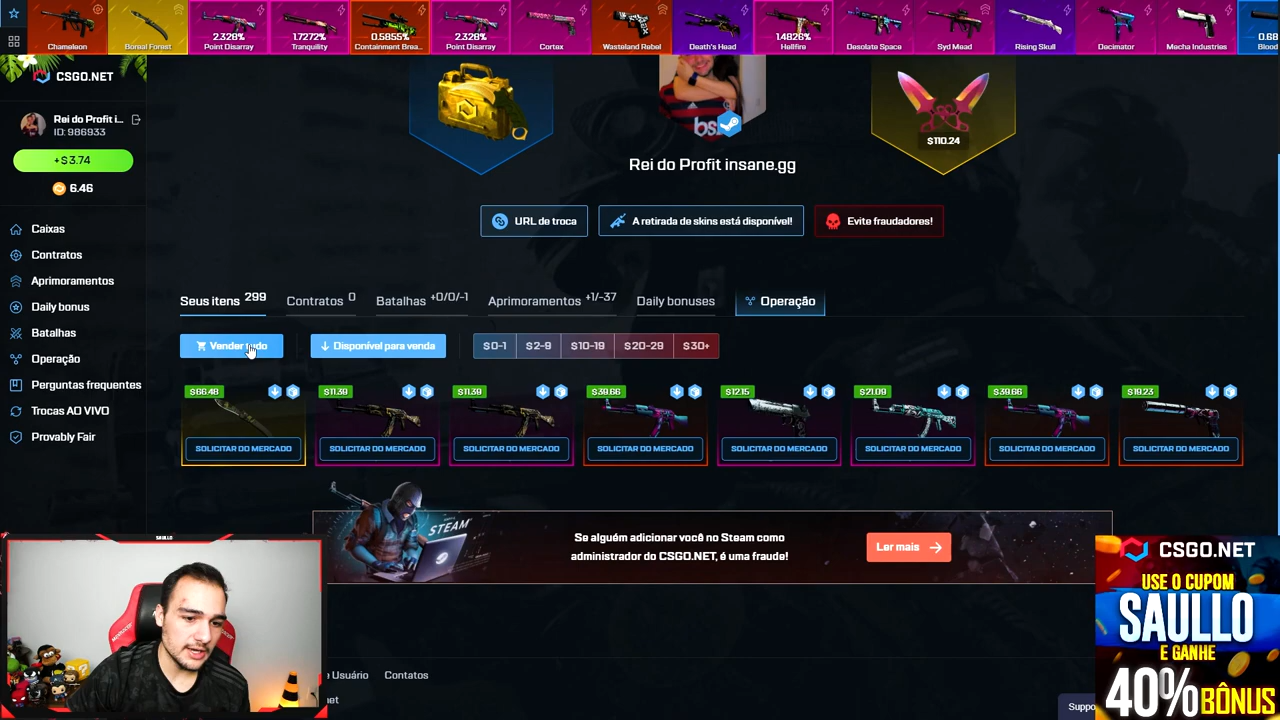 Chameleon
Boreal Forest
2.328%
Point Disarray
1.7272%
Tranquility
0.5855%
Containment Brea...
2.328%
Point Disarray
Cortex
Wasteland Rebel
Death's Head
1.4826%
Hellfire
Desolate Space
Syd Mead
Rising Skull
Decimator
Mecha Industries
0.68
Blood
CSGO.NET
Rei do Profit i...
ID: 986933
+$3.74
6.46
Caixas
Contratos
Aprimoramentos
Daily bonus
Batalhas
Operação
Perguntas frequentes
Trocas AO VIVO
Provably Fair
$110.24
Rei do Profit insane.gg
URL de troca
A retirada de skins está disponível!
Evite fraudadores!
Seus itens 299
Contratos 0
Batalhas +0/0/-1
Aprimoramentos +1/-37
Daily bonuses
Operação
Vender tudo
Disponível para venda
$0-1
$2-9
$10-19
$20-29
$30+
$66.48
$11.39
$11.39
$39.66
$12.15
$21.09
$39.66
$19.23
SOLICITAR DO MERCADO
SOLICITAR DO MERCADO
SOLICITAR DO MERCADO
SOLICITAR DO MERCADO
SOLICITAR DO MERCADO
SOLICITAR DO MERCADO
SOLICITAR DO MERCADO
SOLICITAR DO MERCADO
STEAM
Se alguém adicionar você no Steam como
administrador do CSGO.NET, é uma fraude!
Ler mais
SAULLO
Usuário
Contatos
Suppo
CSGO.NET
USE O CUPOM
SAULLO
E GANHE
40% BÔNUS